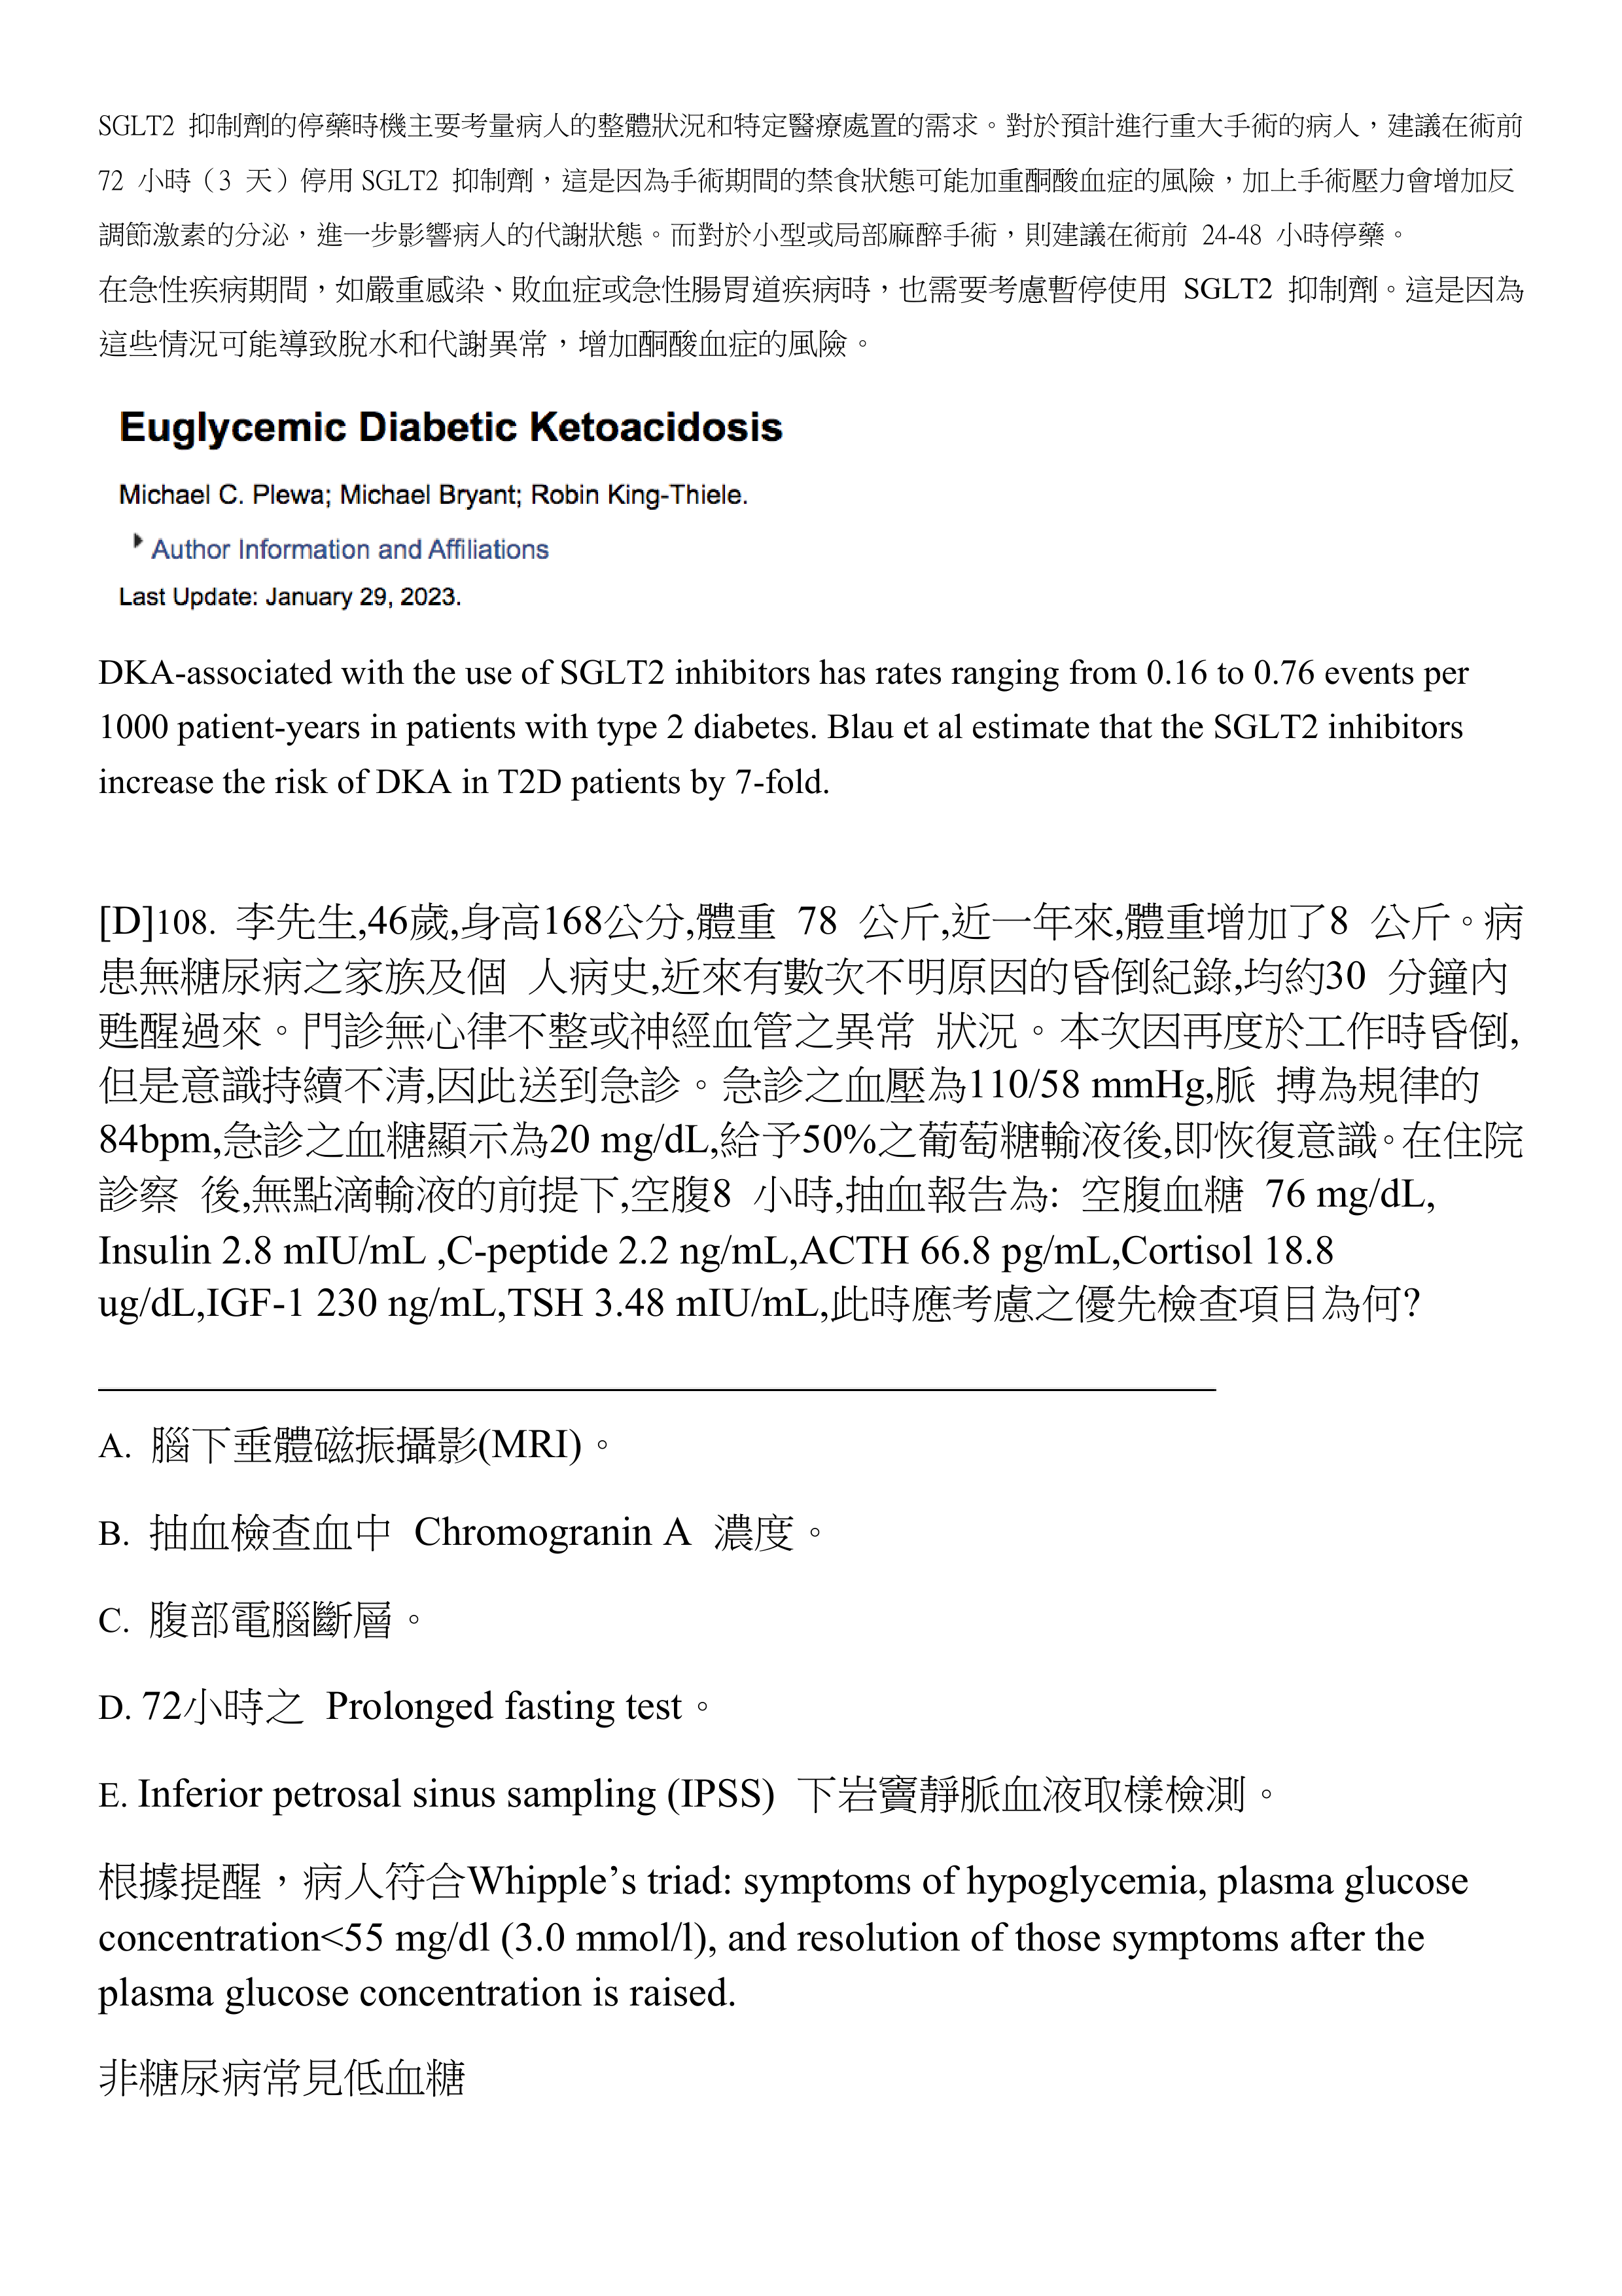 SGLT2 抑制劑的停藥時機主要考量病人的整體狀況和特定醫療處置的需求。對於預計進行重大手術的病人，建議在術前
72 小時（3 天）停用 SGLT2 抑制劑，這是因為手術期間的禁食狀態可能加重酮酸血症的風險，加上手術壓力會增加反
調節激素的分泌，進一步影響病人的代謝狀態。而對於小型或局部麻醉手術，則建議在術前 24-48 小時停藥。
在急性疾病期間，如嚴重感染、敗血症或急性腸胃道疾病時，也需要考慮暫停使用 SGLT2 抑制劑。這是因為
這些情況可能導致脫水和代謝異常，增加酮酸血症的風險。
Euglycemic Diabetic Ketoacidosis
Michael C. Plewa; Michael Bryant; Robin King-Thiele.
Author Information and Affiliations
Last Update: January 29, 2023.
DKA-associated with the use of SGLT2 inhibitors has rates ranging from 0.16 to 0.76 events per
1000 patient-years in patients with type 2 diabetes. Blau et al estimate that the SGLT2 inhibitors
increase the risk of DKA in T2D patients by 7-fold.
[D]108. 李先生,46歲,身高168公分,體重 78 公斤,近一年來,體重增加了8 公斤。病
患無糖尿病之家族及個 人病史,近來有數次不明原因的昏倒紀錄,均約30 分鐘內
甦醒過來。門診無心律不整或神經血管之異常 狀況。本次因再度於工作時昏倒,
但是意識持續不清,因此送到急診。急診之血壓為110/58 mmHg,脈 搏為規律的
84bpm,急診之血糖顯示為20 mg/dL,給予50%之葡萄糖輸液後,即恢復意識。在住院
診察 後,無點滴輸液的前提下,空腹8 小時,抽血報告為: 空腹血糖 76 mg/dL,
Insulin 2.8 mIU/mL ,C-peptide 2.2 ng/mL,ACTH 66.8 pg/mL,Cortisol 18.8
ug/dL,IGF-1 230 ng/mL,TSH 3.48 mIU/mL,此時應考慮之優先檢查項目為何?
A. 腦下垂體磁振攝影(MRI)。
B. 抽血檢查血中 Chromogranin A 濃度。
C. 腹部電腦斷層。
D. 72小時之 Prolonged fasting test。
E. Inferior petrosal sinus sampling (IPSS) 下岩竇靜脈血液取樣檢測。
根據提醒，病人符合Whipple’s triad: symptoms of hypoglycemia, plasma glucose
concentration<55 mg/dl (3.0 mmol/l), and resolution of those symptoms after the
plasma glucose concentration is raised.
非糖尿病常見低血糖